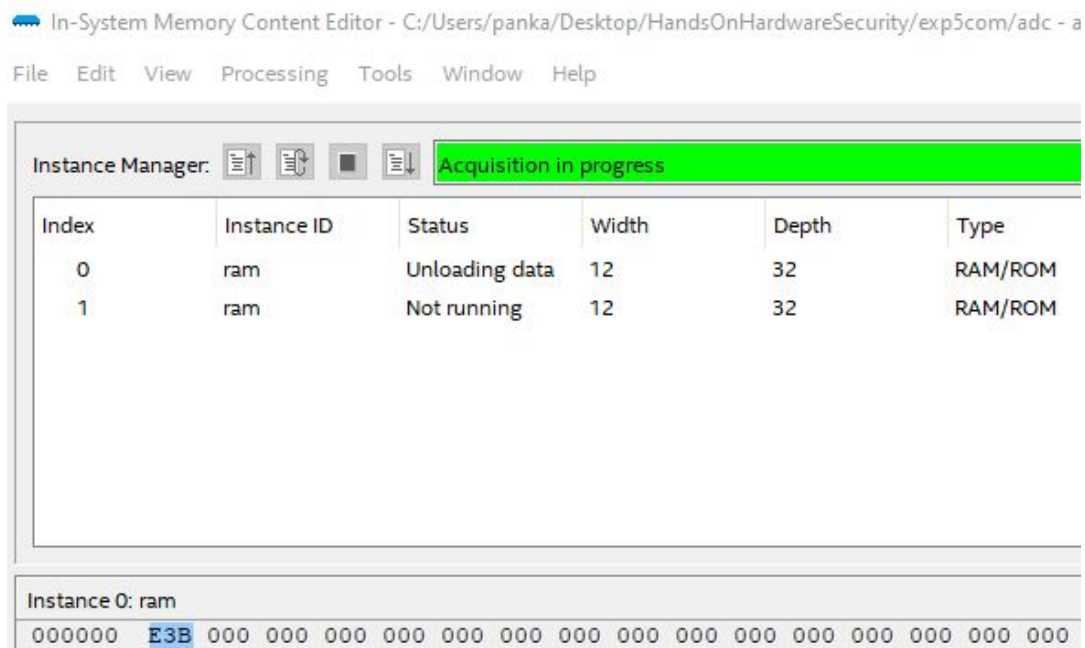 In-System Memory Content Editor - C:/Users/panka/Desktop/HandsOnHardwareSecurity/exp5com/adc - a
File Edit View Processing Tools Window Help
Instance Manager: Acquisition in progress
Index Instance ID Status Width Depth Type
0 ram Unloading data 12 32 RAM/ROM
1 ram Not running 12 32 RAM/ROM
Instance 0: ram
000000 E3B 000 000 000 000 000 000 000 000 000 000 000 000 000 000 000